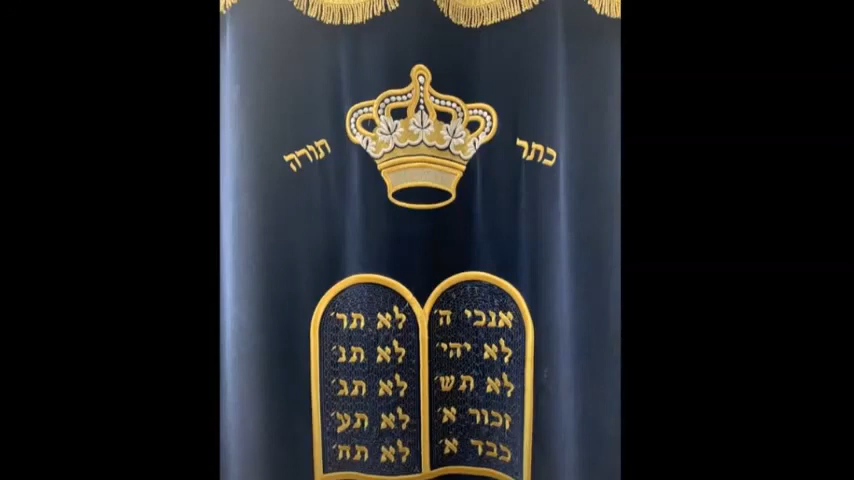 כתר תורה
אנכי ה׳
לא יהי׳
לא תש׳
זכור א׳
כבד א׳
לא תר׳
לא תנ׳
לא תג׳
לא תע׳
לא תח׳